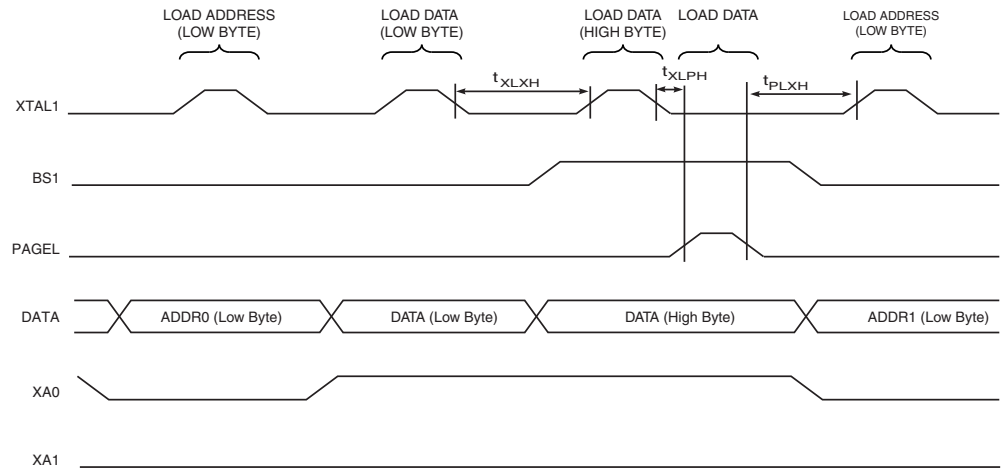 LOAD ADDRESS
(LOW BYTE)
LOAD DATA
(LOW BYTE)
LOAD DATA
(HIGH BYTE)
LOAD DATA
LOAD ADDRESS
(LOW BYTE)
XTAL1
tXLXH
tXLPH
tPLXH
BS1
PAGEL
DATA
ADDR0 (Low Byte)
DATA (Low Byte)
DATA (High Byte)
ADDR1 (Low Byte)
XA0
XA1